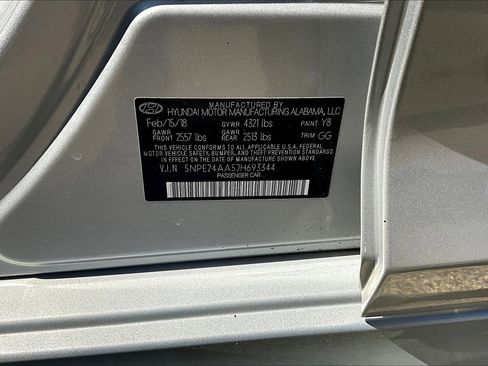 MANUFACTURED BY
HYUNDAI MOTOR MANUFACTURING ALABAMA, LLC
Feb/15/18 GVWR 4321 lbs PAINT Y8
GAWR FRONT 2557 lbs GAWR REAR 2513 lbs TRIM GG
THIS VEHICLE CONFORMS TO ALL APPLICABLE U.S.A. FEDERAL
MOTOR VEHICLE SAFETY, BUMPER, AND THEFT PREVENTION
STANDARDS IN EFFECT ON THE DATE OF MANUFACTURE SHOWN ABOVE.
V.I.N 5NPE24AA5JH693344
PASSENGER CAR